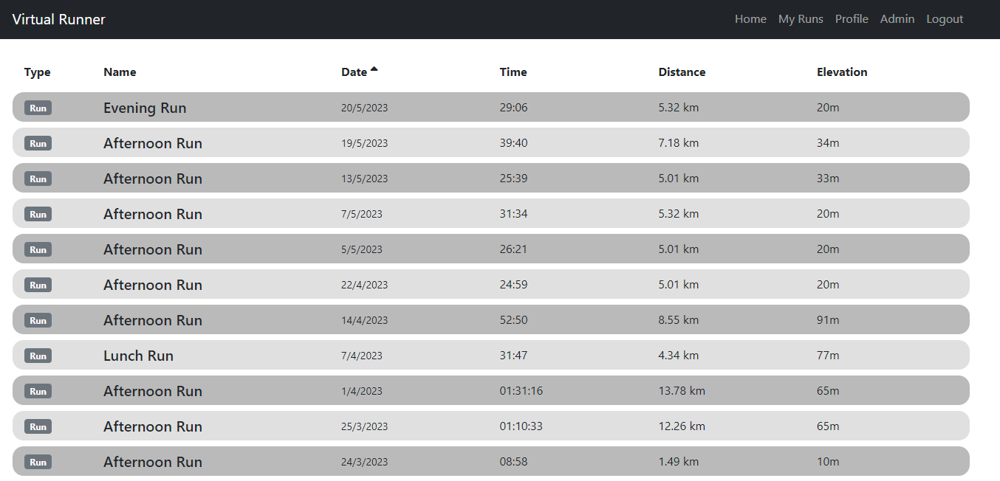 Virtual Runner Home My Runs Profile Admin Logout
Type Name Date Time Distance Elevation
Run Evening Run 20/5/2023 29:06 5.32 km 20m
Run Afternoon Run 19/5/2023 39:40 7.18 km 34m
Run Afternoon Run 13/5/2023 25:39 5.01 km 33m
Run Afternoon Run 7/5/2023 31:34 5.32 km 20m
Run Afternoon Run 5/5/2023 26:21 5.01 km 20m
Run Afternoon Run 22/4/2023 24:59 5.01 km 20m
Run Afternoon Run 14/4/2023 52:50 8.55 km 91m
Run Lunch Run 7/4/2023 31:47 4.34 km 77m
Run Afternoon Run 1/4/2023 01:31:16 13.78 km 65m
Run Afternoon Run 25/3/2023 01:10:33 12.26 km 65m
Run Afternoon Run 24/3/2023 08:58 1.49 km 10m